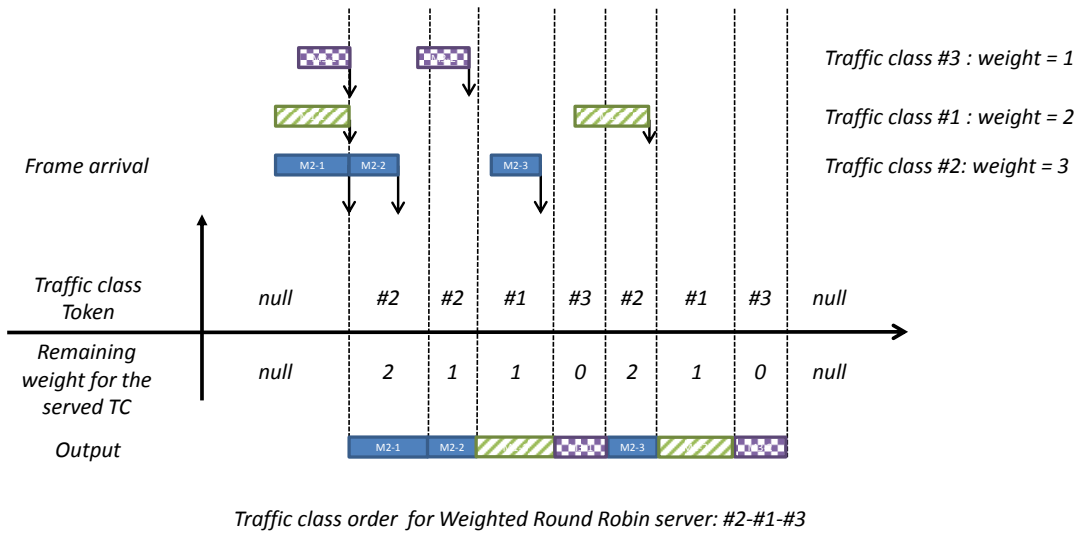 Traffic class #3 : weight = 1
Traffic class #1 : weight = 2
Frame arrival
M2-1
M2-2
M2-3
Traffic class #2: weight = 3
Traffic class
Token
null
#2
#2
#1
#3
#2
#1
#3
null
Remaining
weight for the
served TC
null
2
1
1
0
2
1
0
null
Output
M2-1
M2-2
M2-3
Traffic class order for Weighted Round Robin server: #2-#1-#3